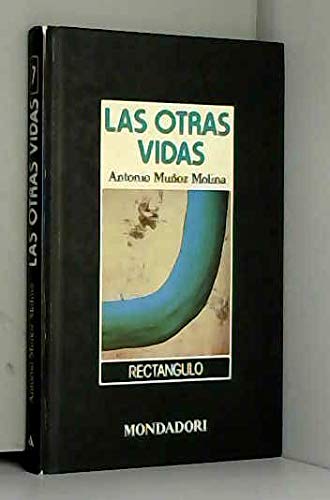 LAS OTRAS
VIDAS
Antonio Muñoz Molina
RECTANGULO
MONDADORI
Antonio Muñoz Molina LAS OTRAS VIDAS 7